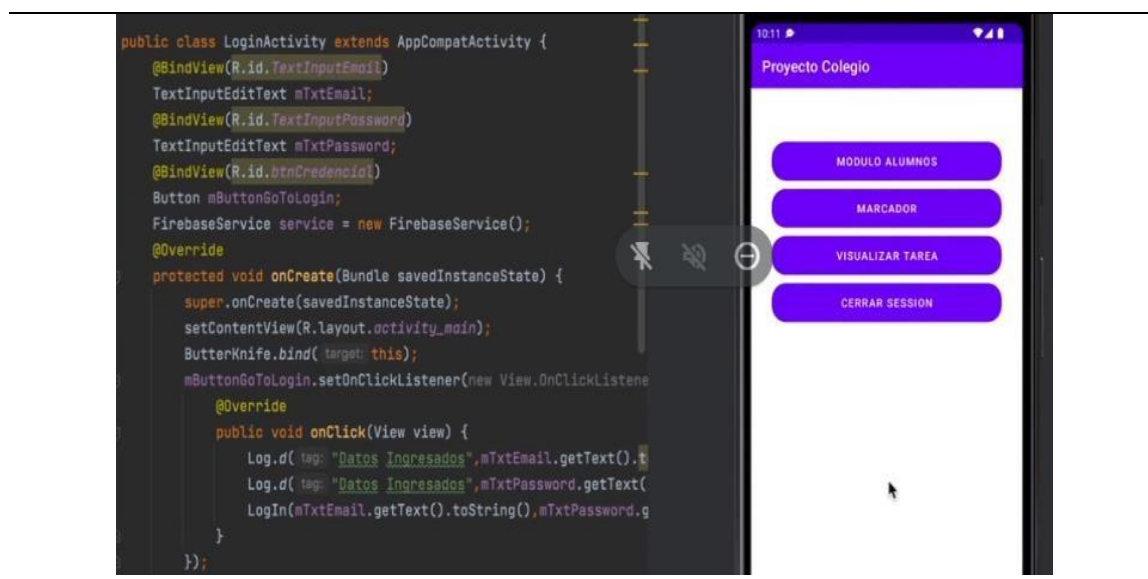 public class LoginActivity extends AppCompatActivity {
@BindView(R.id.TextInputEmail)
TextInputEditText mTxtEmail;
@BindView(R.id.TextInputPassword)
TextInputEditText mTxtPassword;
@BindView(R.id.btnCredencial)
Button mButtonGoToLogin;
FirebaseService service = new FirebaseService();
@Override
protected void onCreate(Bundle savedInstanceState) {
super.onCreate(savedInstanceState);
setContentView(R.layout.activity_main);
ButterKnife.bind( target: this);
mButtonGoToLogin.setOnClickListener(new View.OnClickListene
@Override
public void onClick(View view) {
Log.d( tag: "Datos Ingresados",mTxtEmail.getText().t
Log.d( tag: "Datos Ingresados",mTxtPassword.getText(
LogIn(mTxtEmail.getText().toString(),mTxtPassword.g
}
});
10:11
Proyecto Colegio
MODULO ALUMNOS
MARCADOR
VISUALIZAR TAREA
CERRAR SESSION